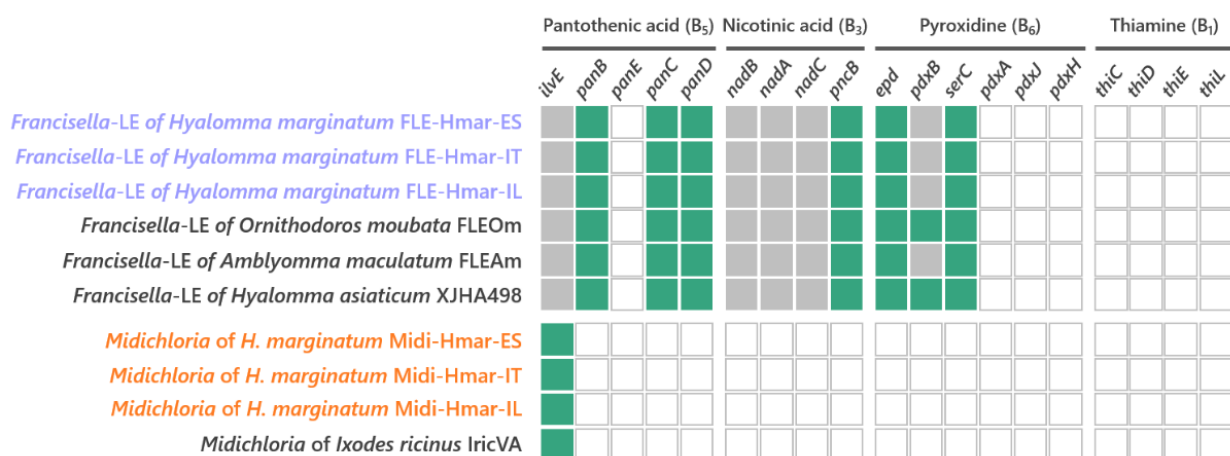 Pantothenic acid (B₅) Nicotinic acid (B₃) Pyroxidine (B₆) Thiamine (B₁)
ilvE panB panE panC panD nadB nadA nadC pncB epd pdxB serC pdxA pdxJ pdxH thiC thiD thiE thiL
Francisella-LE of Hyalomma marginatum FLE-Hmar-ES
Francisella-LE of Hyalomma marginatum FLE-Hmar-IT
Francisella-LE of Hyalomma marginatum FLE-Hmar-IL
Francisella-LE of Ornithodoros moubata FLEOm
Francisella-LE of Amblyomma maculatum FLEAm
Francisella-LE of Hyalomma asiaticum XJHA498
Midichloria of H. marginatum Midi-Hmar-ES
Midichloria of H. marginatum Midi-Hmar-IT
Midichloria of H. marginatum Midi-Hmar-IL
Midichloria of Ixodes ricinus IricVA